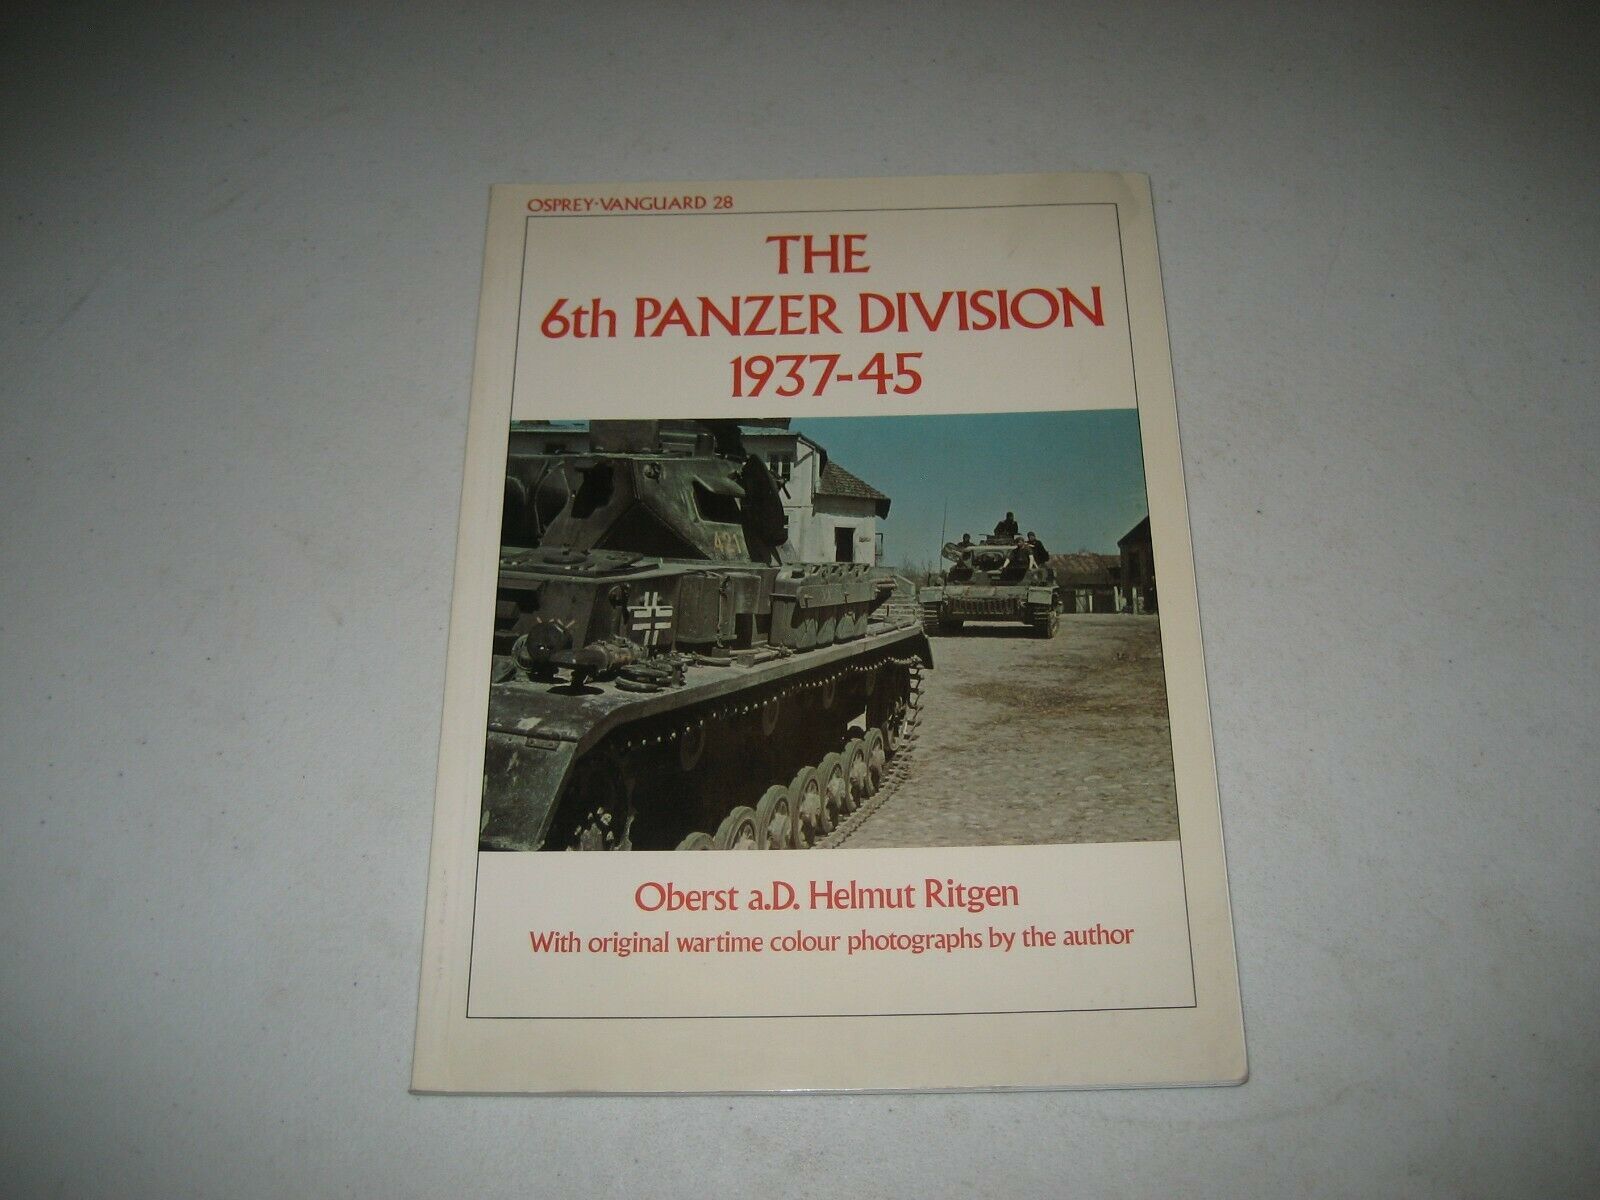 OSPREY·VANGUARD 28
THE
6th PANZER DIVISION
1937-45
421
Oberst a.D. Helmut Ritgen
With original wartime colour photographs by the author